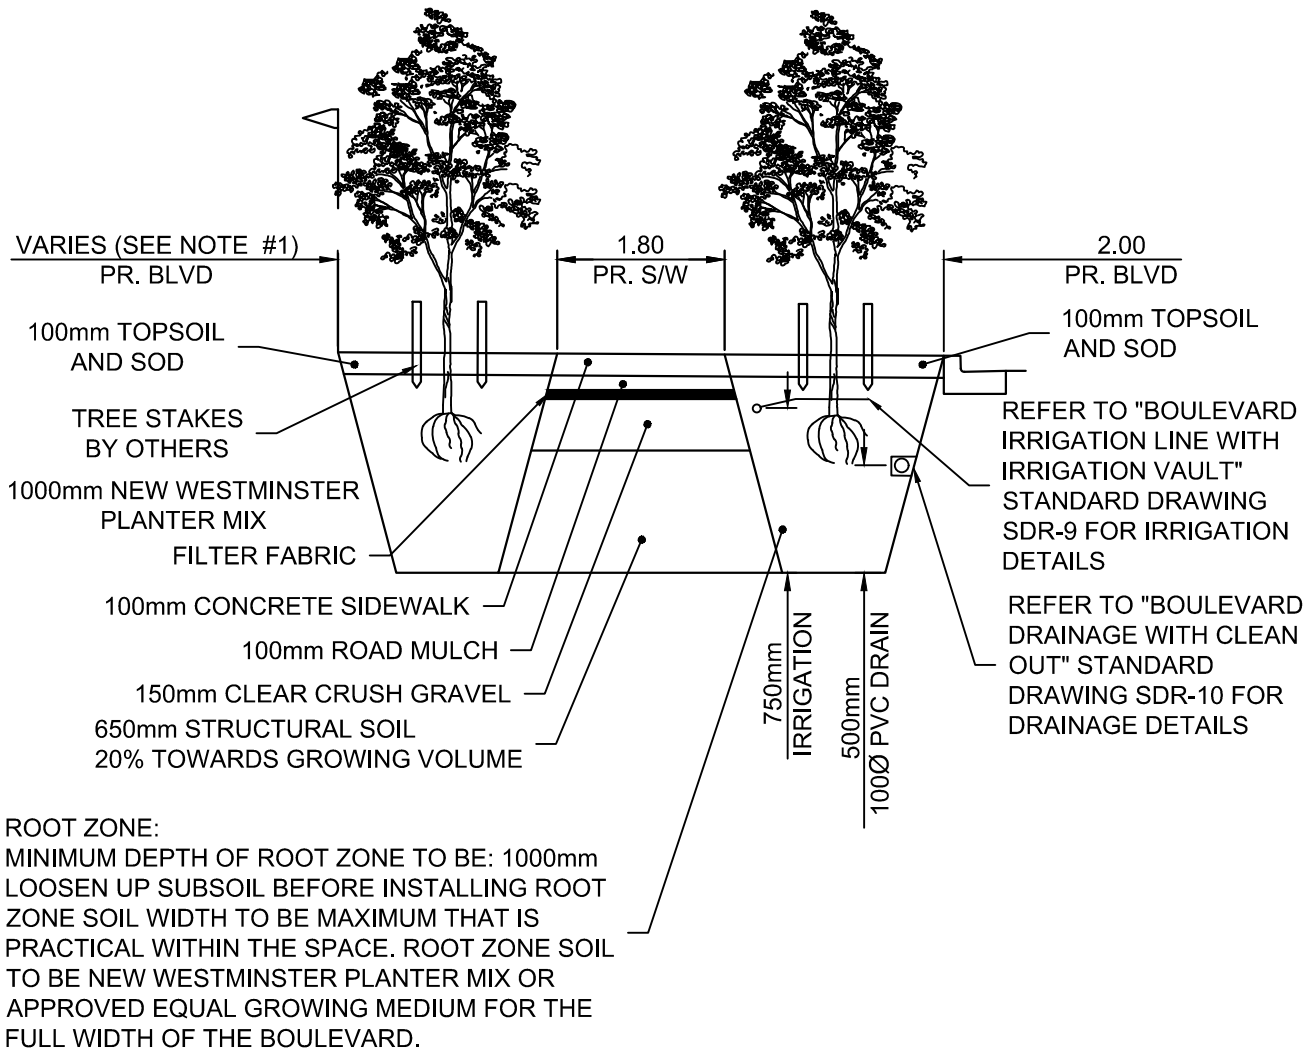 VARIES (SEE NOTE #1)
PR. BLVD
1.80
PR. S/W
2.00
PR. BLVD
100mm TOPSOIL
AND SOD
100mm TOPSOIL
AND SOD
TREE STAKES
BY OTHERS
1000mm NEW WESTMINSTER
PLANTER MIX
FILTER FABRIC
100mm CONCRETE SIDEWALK
100mm ROAD MULCH
150mm CLEAR CRUSH GRAVEL
650mm STRUCTURAL SOIL
20% TOWARDS GROWING VOLUME
REFER TO "BOULEVARD
IRRIGATION LINE WITH
IRRIGATION VAULT"
STANDARD DRAWING
SDR-9 FOR IRRIGATION
DETAILS
750mm
IRRIGATION
500mm
100Ø PVC DRAIN
REFER TO "BOULEVARD
DRAINAGE WITH CLEAN
OUT" STANDARD
DRAWING SDR-10 FOR
DRAINAGE DETAILS
ROOT ZONE:
MINIMUM DEPTH OF ROOT ZONE TO BE: 1000mm
LOOSEN UP SUBSOIL BEFORE INSTALLING ROOT
ZONE SOIL WIDTH TO BE MAXIMUM THAT IS
PRACTICAL WITHIN THE SPACE. ROOT ZONE SOIL
TO BE NEW WESTMINSTER PLANTER MIX OR
APPROVED EQUAL GROWING MEDIUM FOR THE
FULL WIDTH OF THE BOULEVARD.